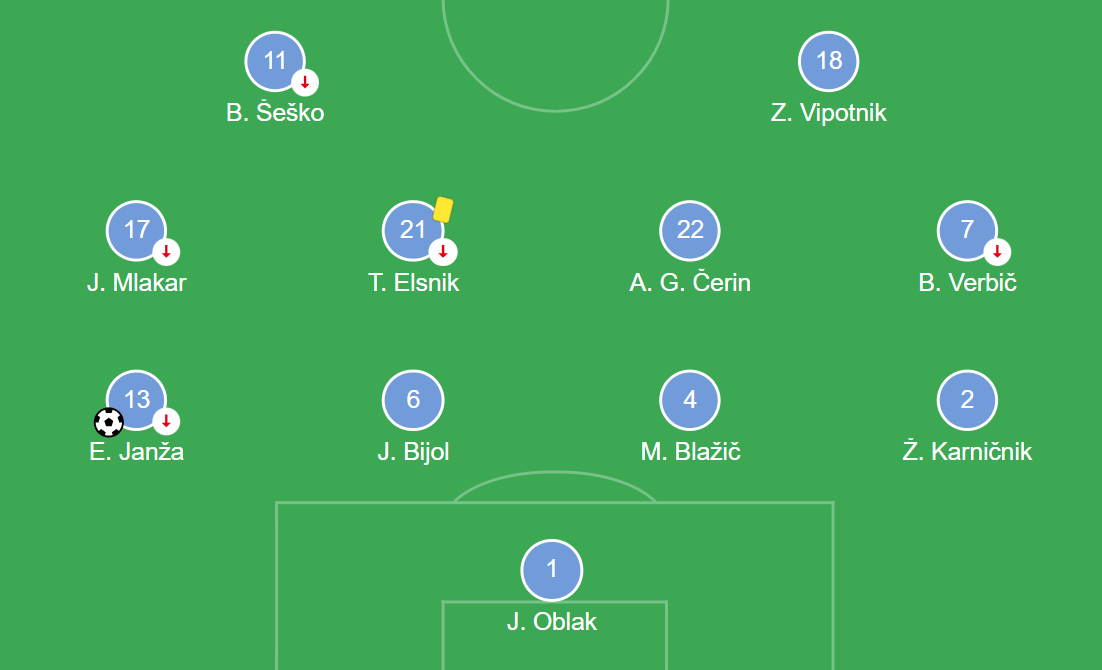 11 18
B. Šeško Z. Vipotnik
17 21 22 7
J. Mlakar T. Elsnik A. G. Čerin B. Verbič
13 6 4 2
E. Janža J. Bijol M. Blažič Ž. Karničnik
1
J. Oblak